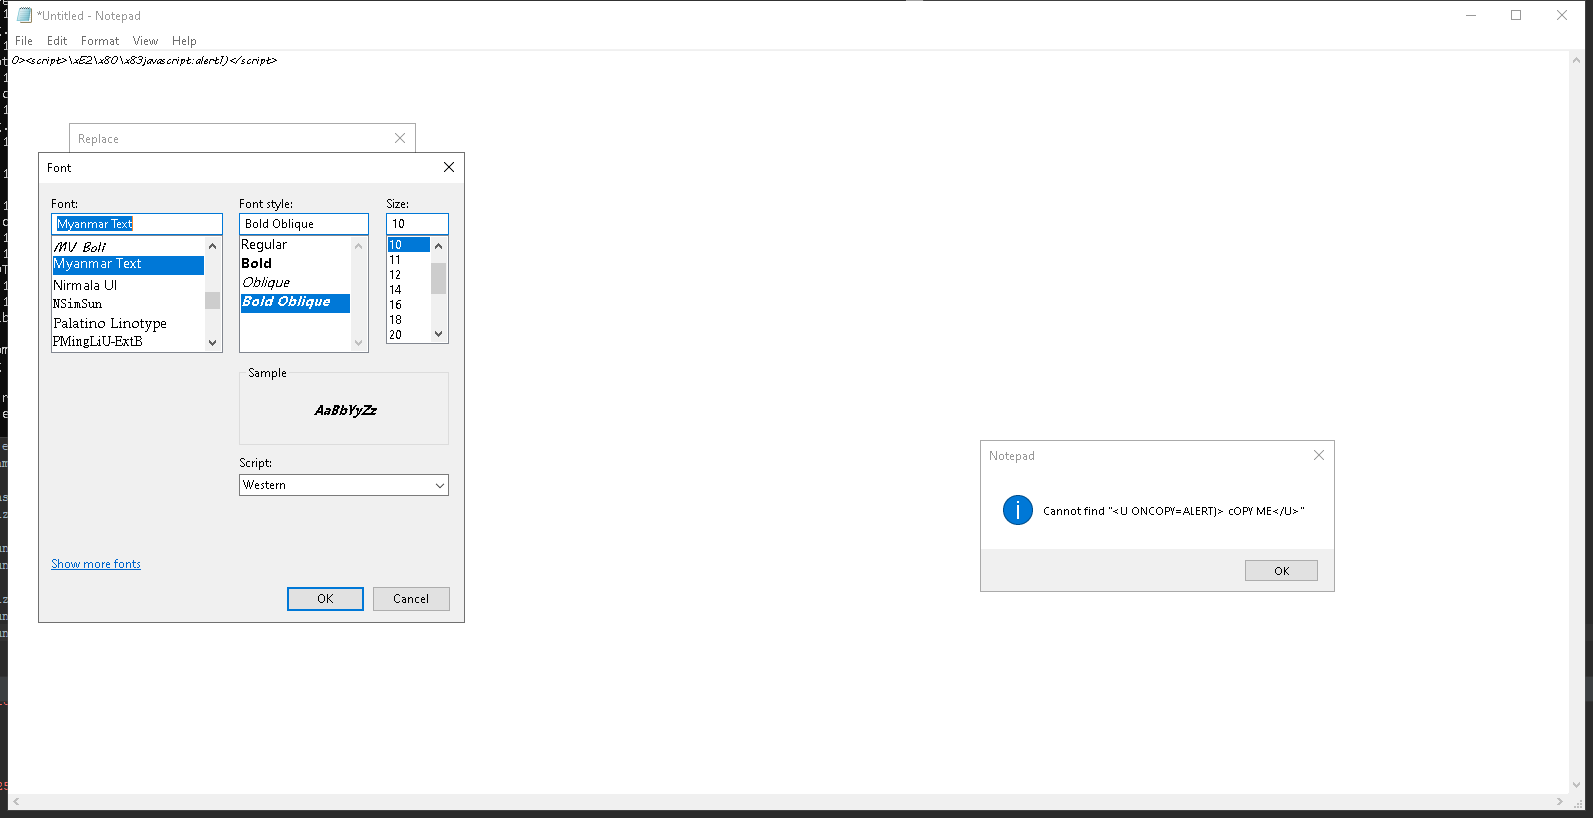 *Untitled - Notepad
File Edit Format View Help
0><script>\xE2\x80\x83javascript:alert1)</script>
Replace
Font
Font: Font style: Size:
Myanmar Text Bold Oblique 10
MV Boli
Myanmar Text
Nirmala UI
NSimSun
Palatino Linotype
PMingLiU-ExtB
Regular
Bold
Oblique
Bold Oblique
10
11
12
14
16
18
20
Sample
AaBbYyZz
Script:
Western
Show more fonts
OK Cancel
Notepad
Cannot find "<U ONCOPY=ALERT)> cOPY ME</U>"
OK